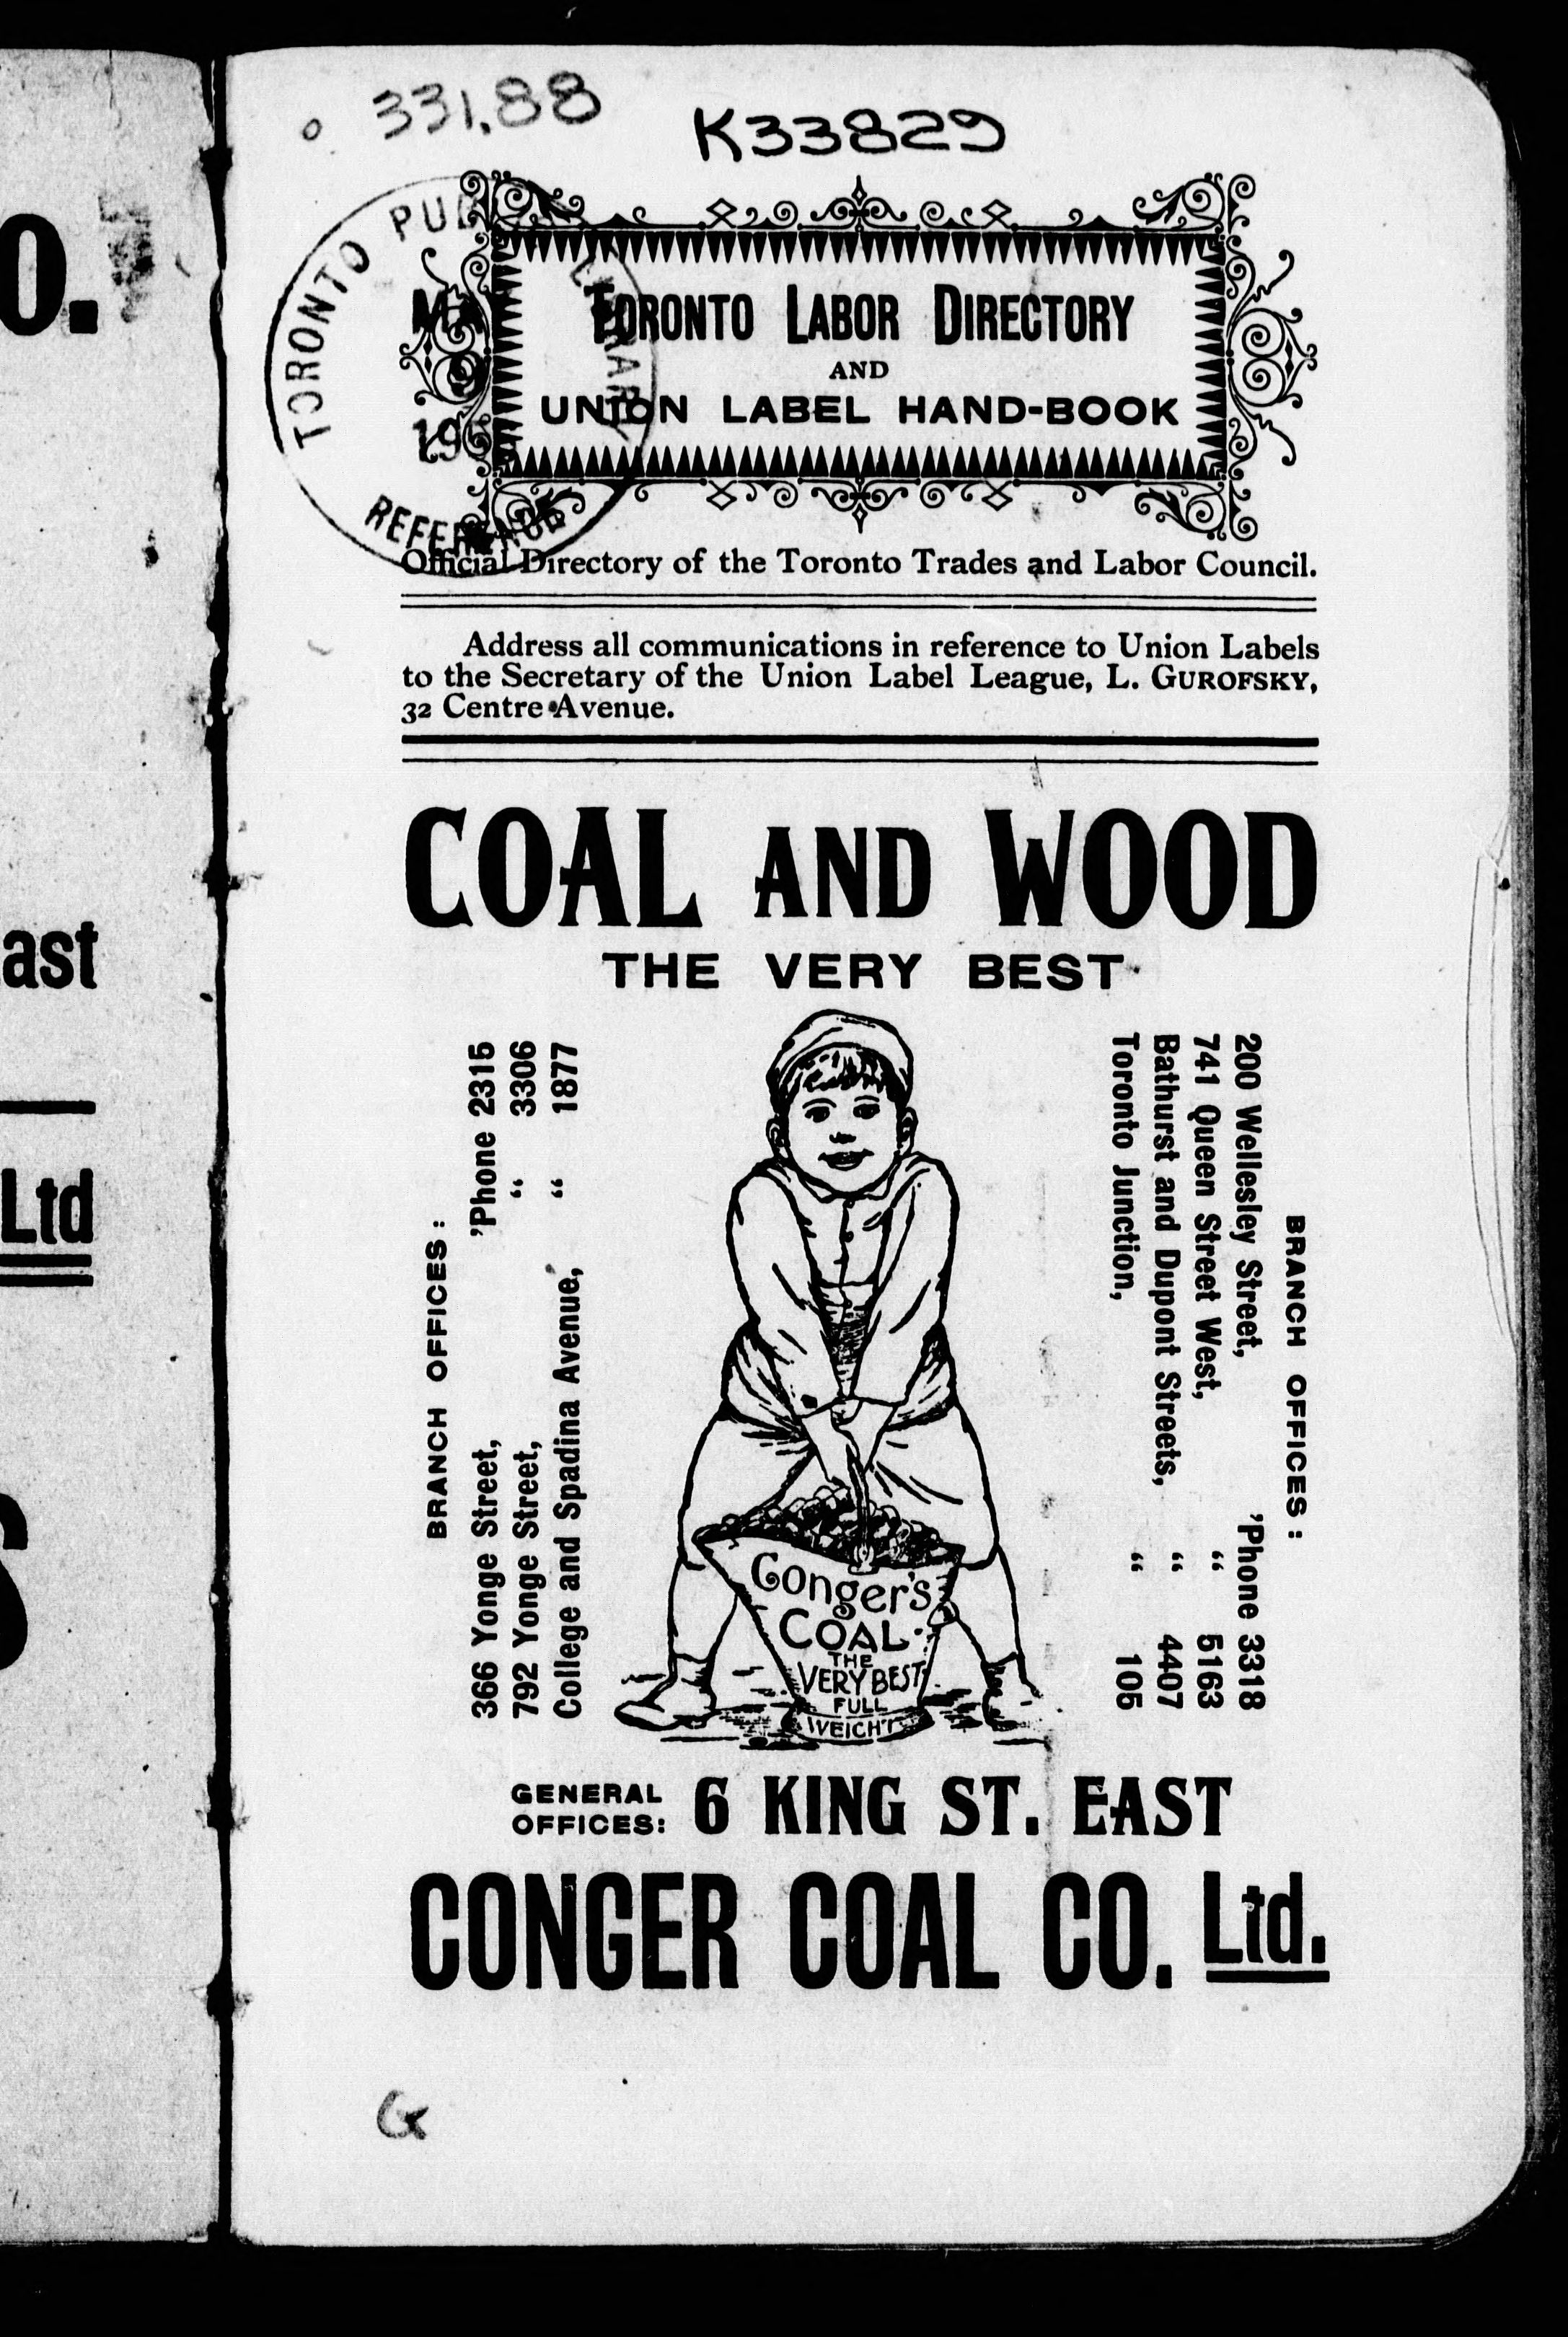 331.88
K33829
TORONTO PUBLIC LIBRARY
MAY
9
REFERENCE
TORONTO LABOR DIRECTORY
AND
UNION LABEL HAND-BOOK
Official Directory of the Toronto Trades and Labor Council.
Address all communications in reference to Union Labels
to the Secretary of the Union Label League, L. GUROFSKY,
32 Centre Avenue.
COAL AND WOOD
THE VERY BEST
BRANCH OFFICES:
366 Yonge Street, 'Phone 2315
792 Yonge Street, “ 3306
College and Spadina Avenue, “ 1877
BRANCH OFFICES:
200 Wellesley Street, 'Phone 3318
741 Queen Street West, “ 5163
Bathurst and Dupont Streets, “ 4407
Toronto Junction, “ 105
Conger's
COAL
THE
VERY BEST
FULL
WEIGHT
GENERAL
OFFICES: 6 KING ST. EAST
CONGER COAL CO. Ltd.
G
O.
ast
Ltd
S